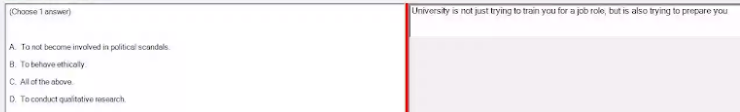 (Choose 1 answer)
University is not just trying to train you for a job role, but is also trying to prepare you
A. To not become involved in political scandals.
B. To behave ethically.
C. All of the above.
D. To conduct qualitative research.